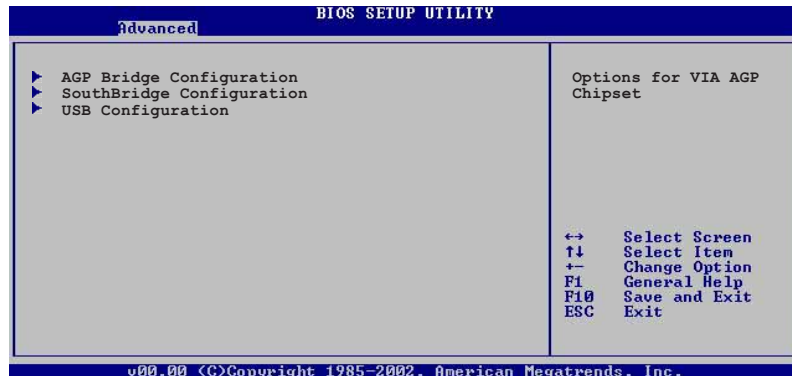 BIOS SETUP UTILITY
Advanced
AGP Bridge Configuration
SouthBridge Configuration
USB Configuration
Options for VIA AGP
Chipset
↔ Select Screen
↑↓ Select Item
+- Change Option
F1 General Help
F10 Save and Exit
ESC Exit
v00.00 (C)Copyright 1985-2002, American Megatrends, Inc.